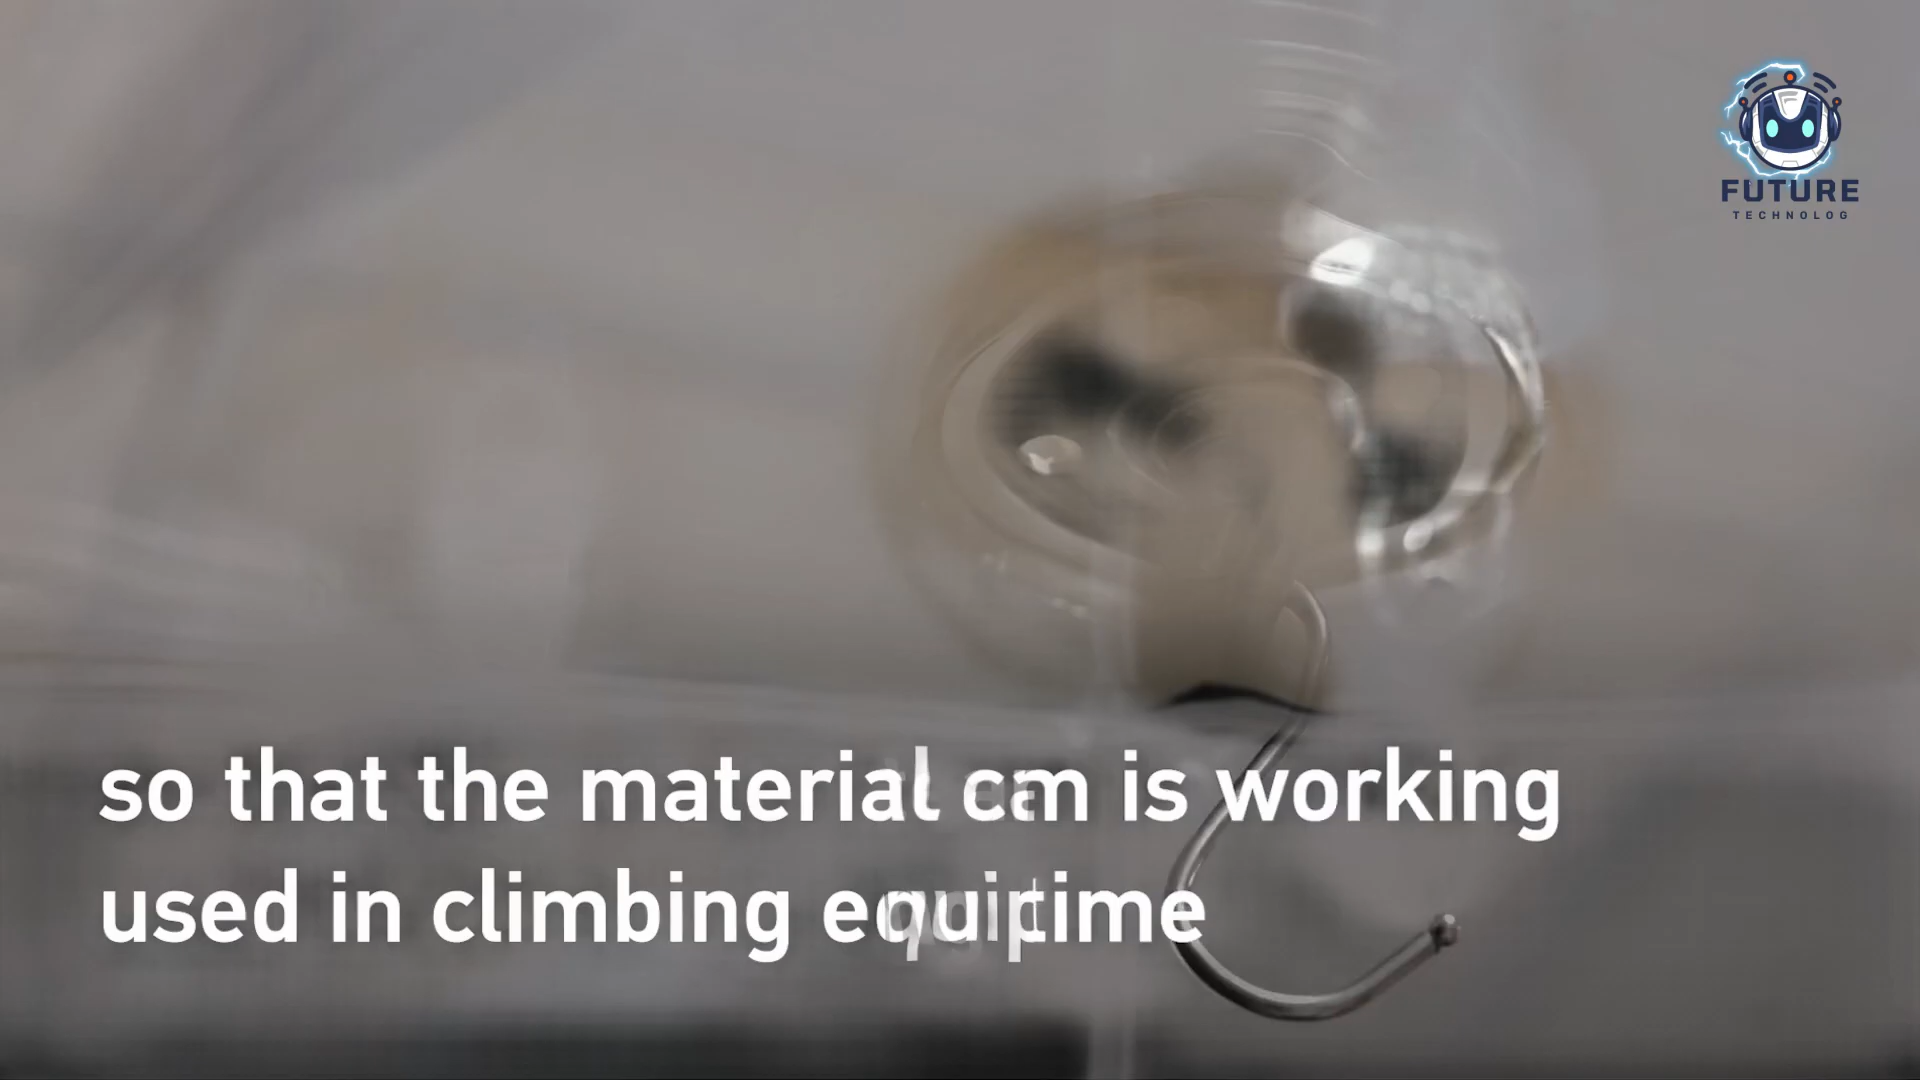 FUTURE
TECHNOLOG
so that the material is working
used in climbing